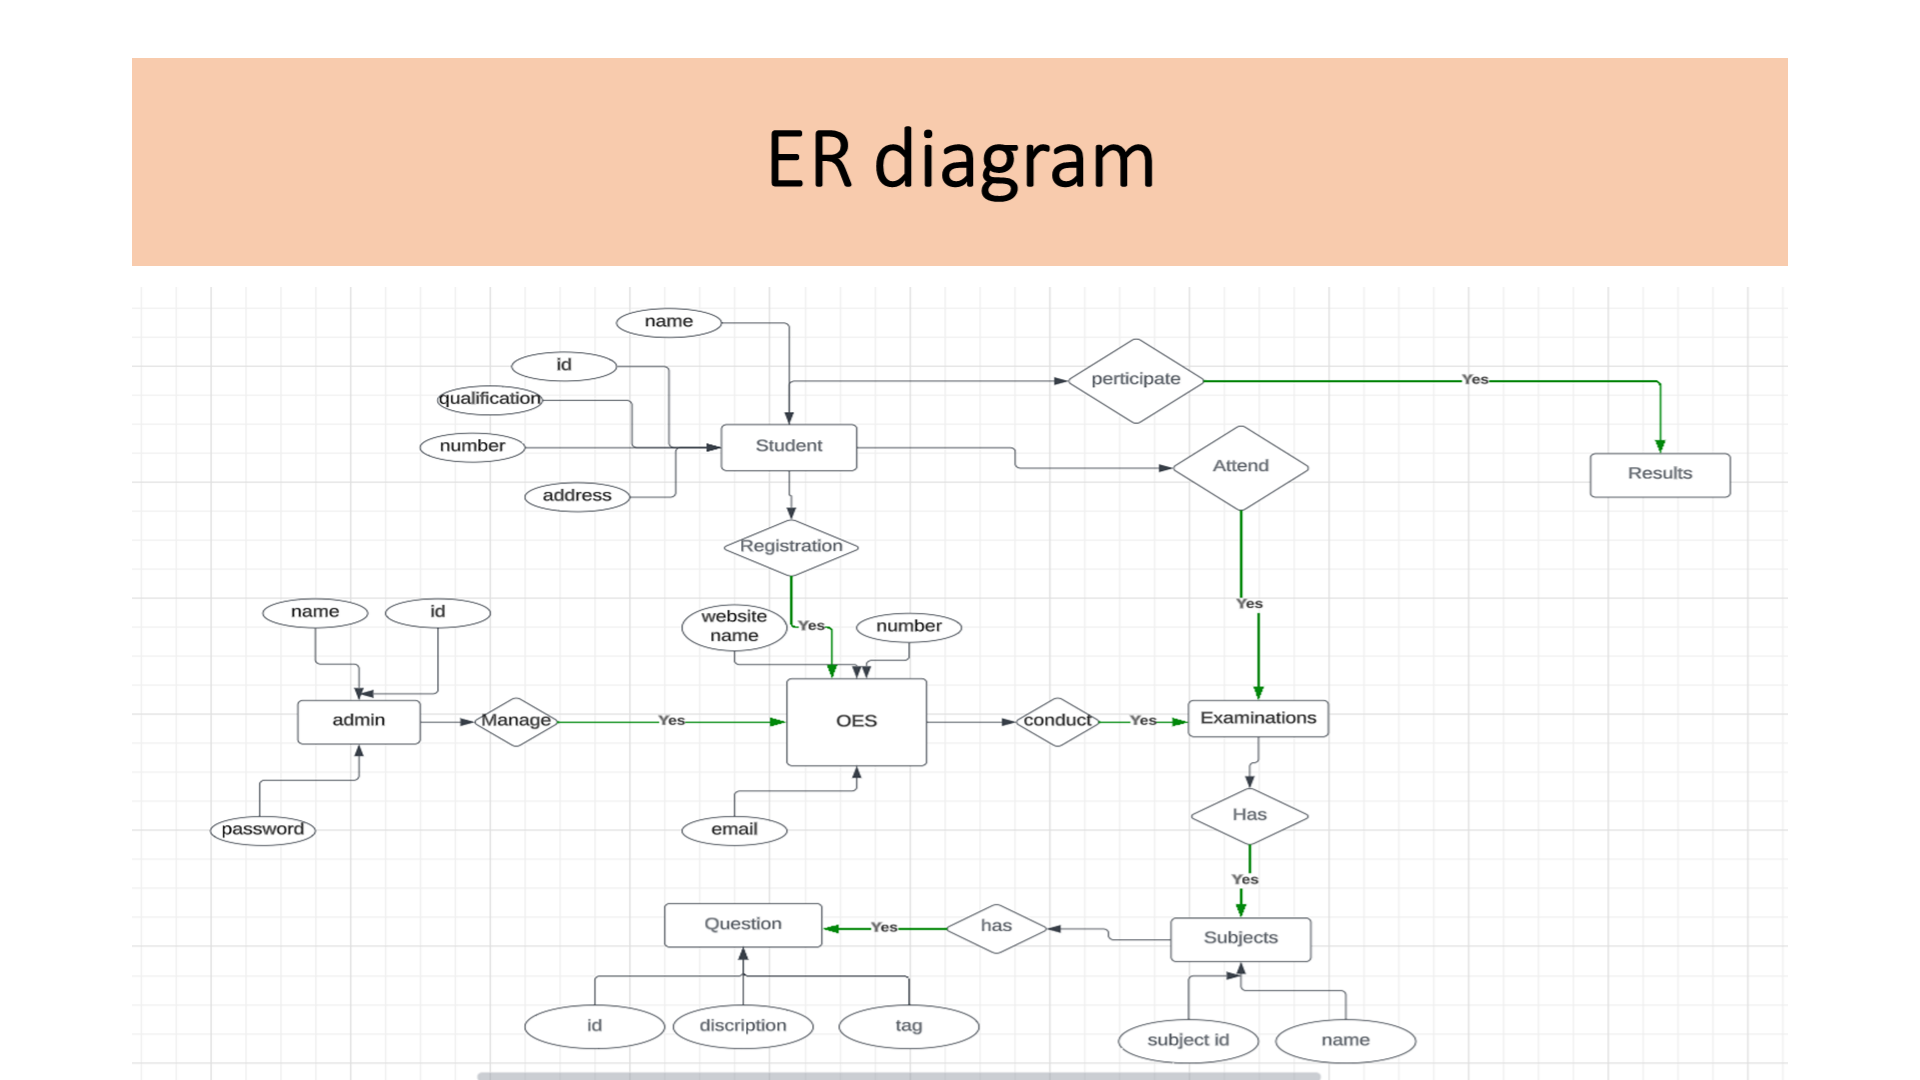 ER diagram
name
id
qualification
number
address
Student
perticipate
Yes
Results
Attend
Yes
Registration
Yes
name
id
website
name
number
admin
Manage
Yes
OES
conduct
Yes
Examinations
password
email
Has
Yes
Question
Yes
has
Subjects
id
discription
tag
subject id
name